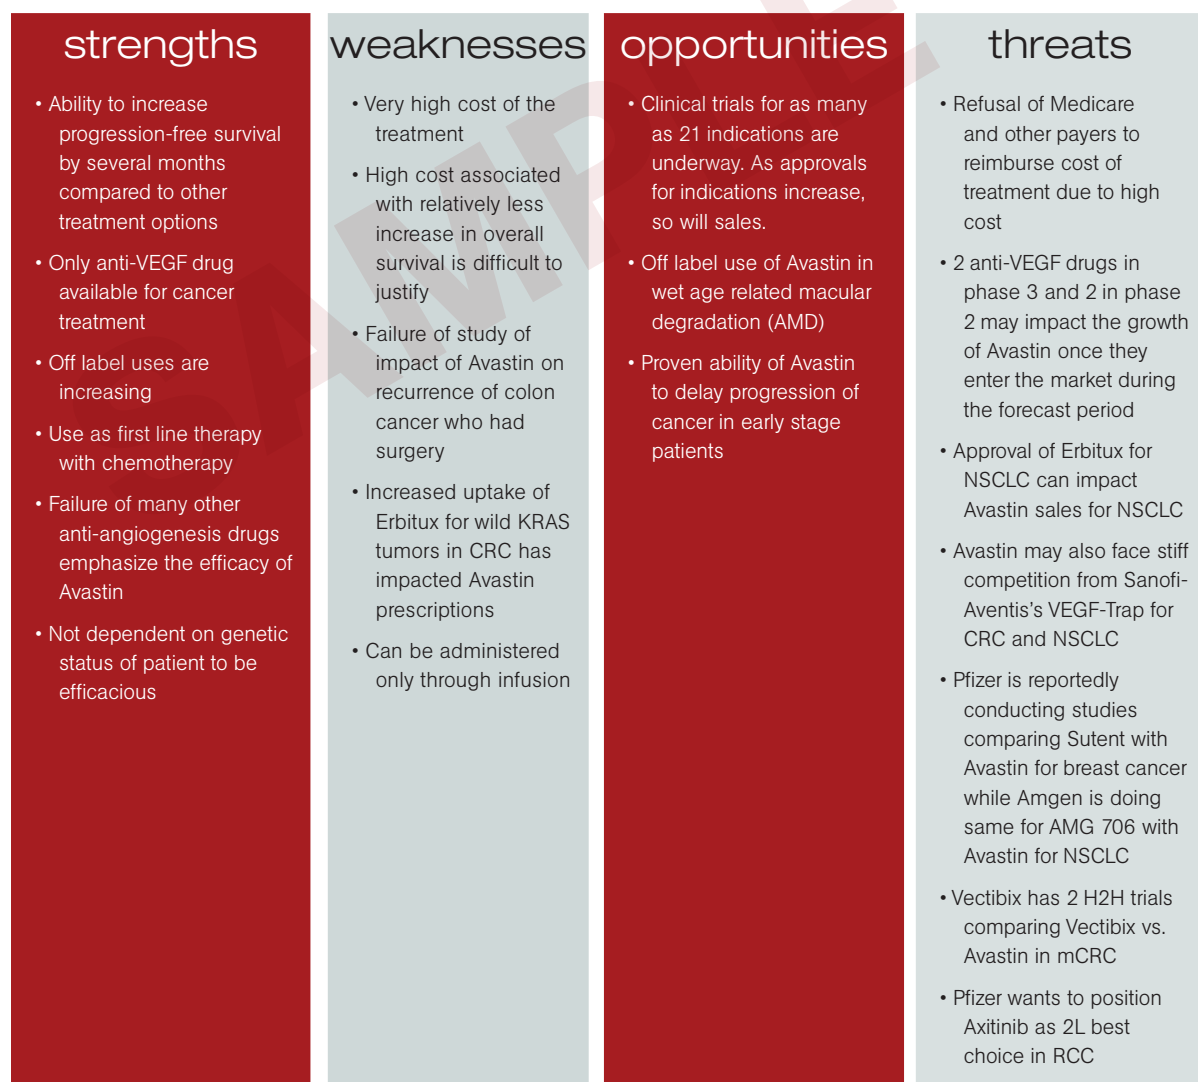 SAMPLE
strengths
• Ability to increase
progression-free survival
by several months
compared to other
treatment options
• Only anti-VEGF drug
available for cancer
treatment
• Off label uses are
increasing
• Use as first line therapy
with chemotherapy
• Failure of many other
anti-angiogenesis drugs
emphasize the efficacy of
Avastin
• Not dependent on genetic
status of patient to be
efficacious
weaknesses
• Very high cost of the
treatment
• High cost associated
with relatively less
increase in overall
survival is difficult to
justify
• Failure of study of
impact of Avastin on
recurrence of colon
cancer who had
surgery
• Increased uptake of
Erbitux for wild KRAS
tumors in CRC has
impacted Avastin
prescriptions
• Can be administered
only through infusion
opportunities
• Clinical trials for as many
as 21 indications are
underway. As approvals
for indications increase,
so will sales.
• Off label use of Avastin in
wet age related macular
degradation (AMD)
• Proven ability of Avastin
to delay progression of
cancer in early stage
patients
threats
• Refusal of Medicare
and other payers to
reimburse cost of
treatment due to high
cost
• 2 anti-VEGF drugs in
phase 3 and 2 in phase
2 may impact the growth
of Avastin once they
enter the market during
the forecast period
• Approval of Erbitux for
NSCLC can impact
Avastin sales for NSCLC
• Avastin may also face stiff
competition from Sanofi-
Aventis's VEGF-Trap for
CRC and NSCLC
• Pfizer is reportedly
conducting studies
comparing Sutent with
Avastin for breast cancer
while Amgen is doing
same for AMG 706 with
Avastin for NSCLC
• Vectibix has 2 H2H trials
comparing Vectibix vs.
Avastin in mCRC
• Pfizer wants to position
Axitinib as 2L best
choice in RCC